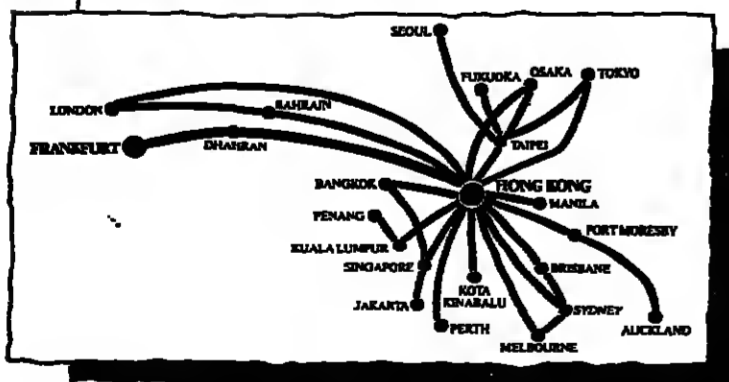 SEOUL
FUKUOKA
OSAKA
TOKYO
LONDON
BAHRAIN
TAIPEI
FRANKFURT
DHAHRAN
BANGKOK
HONG KONG
MANILA
PENANG
PORT MORESBY
KUALA LUMPUR
SINGAPORE
BRISBANE
KOTA
KINABALU
JAKARTA
SYDNEY
PERTH
AUCKLAND
MELBOURNE